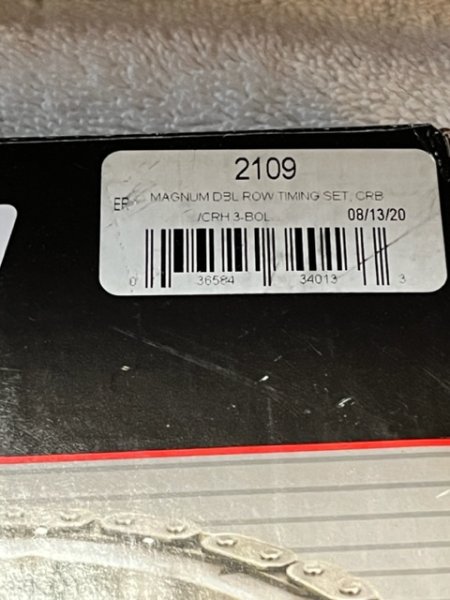 2109
MAGNUM DBL ROW TIMING SET, CRB
/CRH 3-BOL
08/13/20
0 36584 34013 3